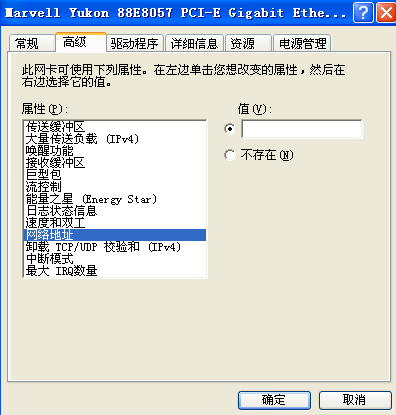 Marvell Yukon 88E8057 PCI-E Gigabit Ethe...
常规 高级 驱动程序 详细信息 资源 电源管理
此网卡可使用下列属性。在左边单击您想改变的属性，然后在
右边选择它的值。
属性(P): 值(V):
传送缓冲区
大量传送负载 (IPv4)
唤醒功能
接收缓冲区
巨型包
流控制
能量之星 (Energy Star)
日志状态信息
速度和双工
网络地址
卸载 TCP/UDP 校验和 (IPv4)
中断模式
最大 IRQ数量
不存在(N)
确定 取消